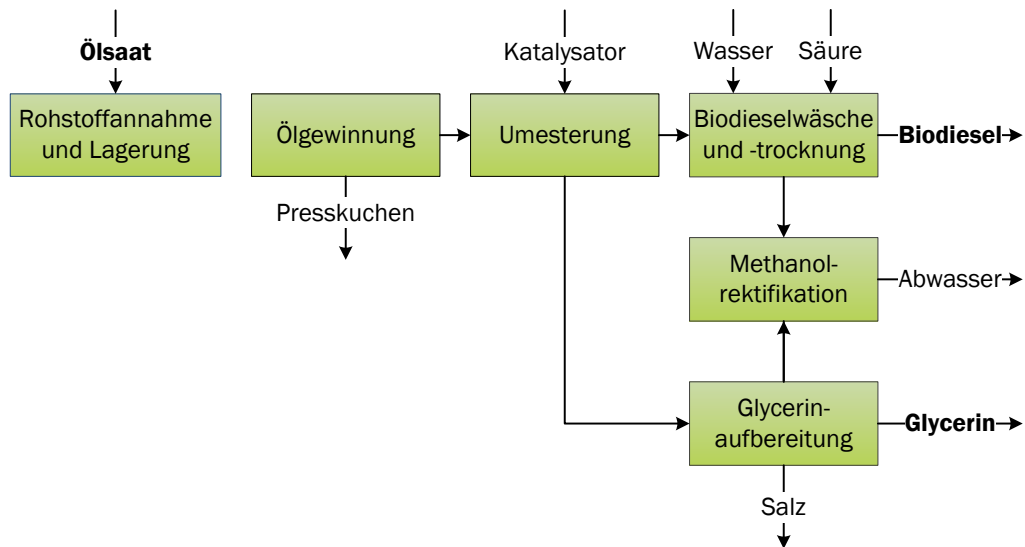 Ölsaat
Katalysator
Wasser
Säure
Rohstoffannahme
und Lagerung
Ölgewinnung
Umesterung
Biodieselwäsche
und -trocknung
Biodiesel
Presskuchen
Methanol-
rektifikation
Abwasser
Glycerin-
aufbereitung
Glycerin
Salz